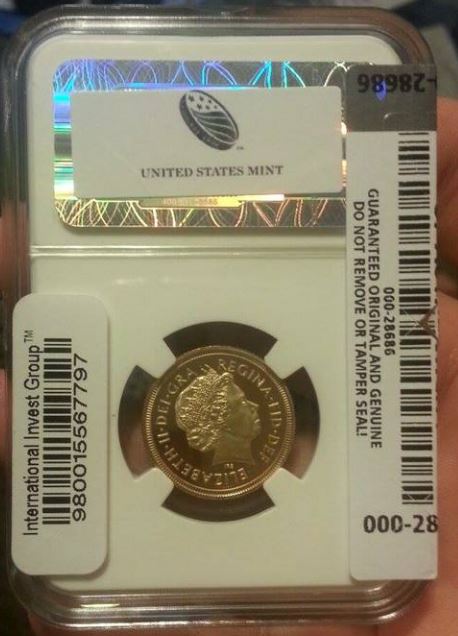 -28686
UNITED STATES MINT
GUARANTEED ORIGINAL AND GENUINE
DO NOT REMOVE OR TAMPER SEAL!
000-28686
000-28
International Invest Group™
9800155677797
ELIZABETH·II·DEI·GRA
REGINA·FID·DEF